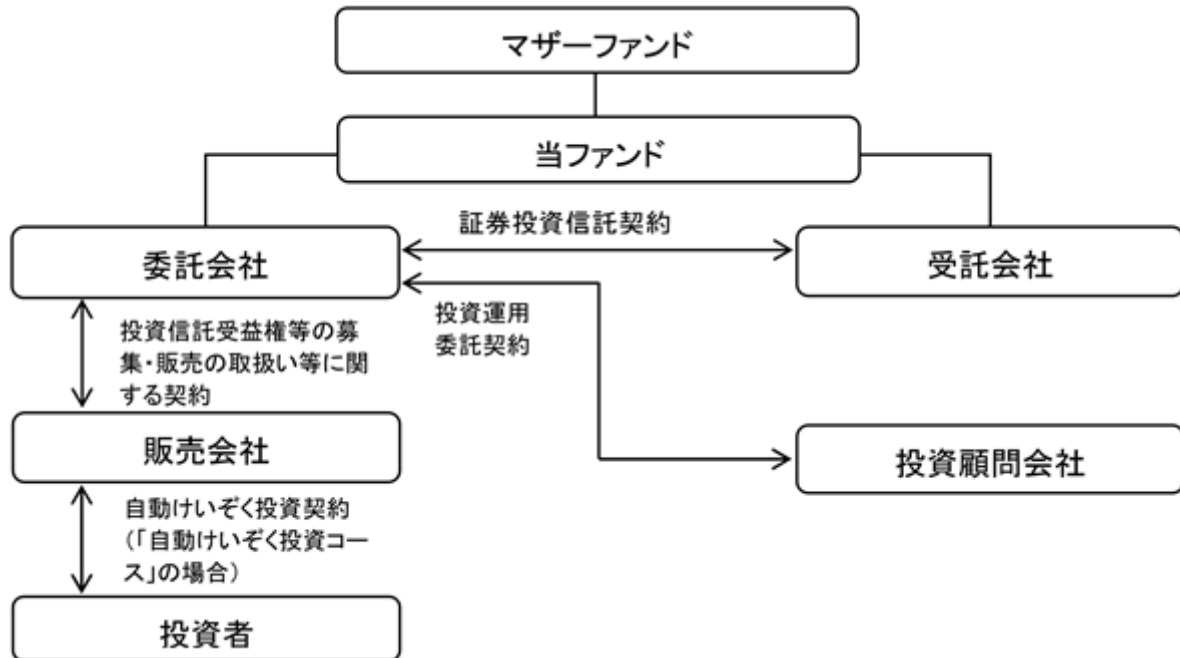 マザーファンド
当ファンド
証券投資信託契約
委託会社
受託会社
投資運用
委託契約
投資信託受益権等の募
集・販売の取扱い等に関
する契約
販売会社
投資顧問会社
自動けいぞく投資契約
（「自動けいぞく投資コー
ス」の場合）
投資者